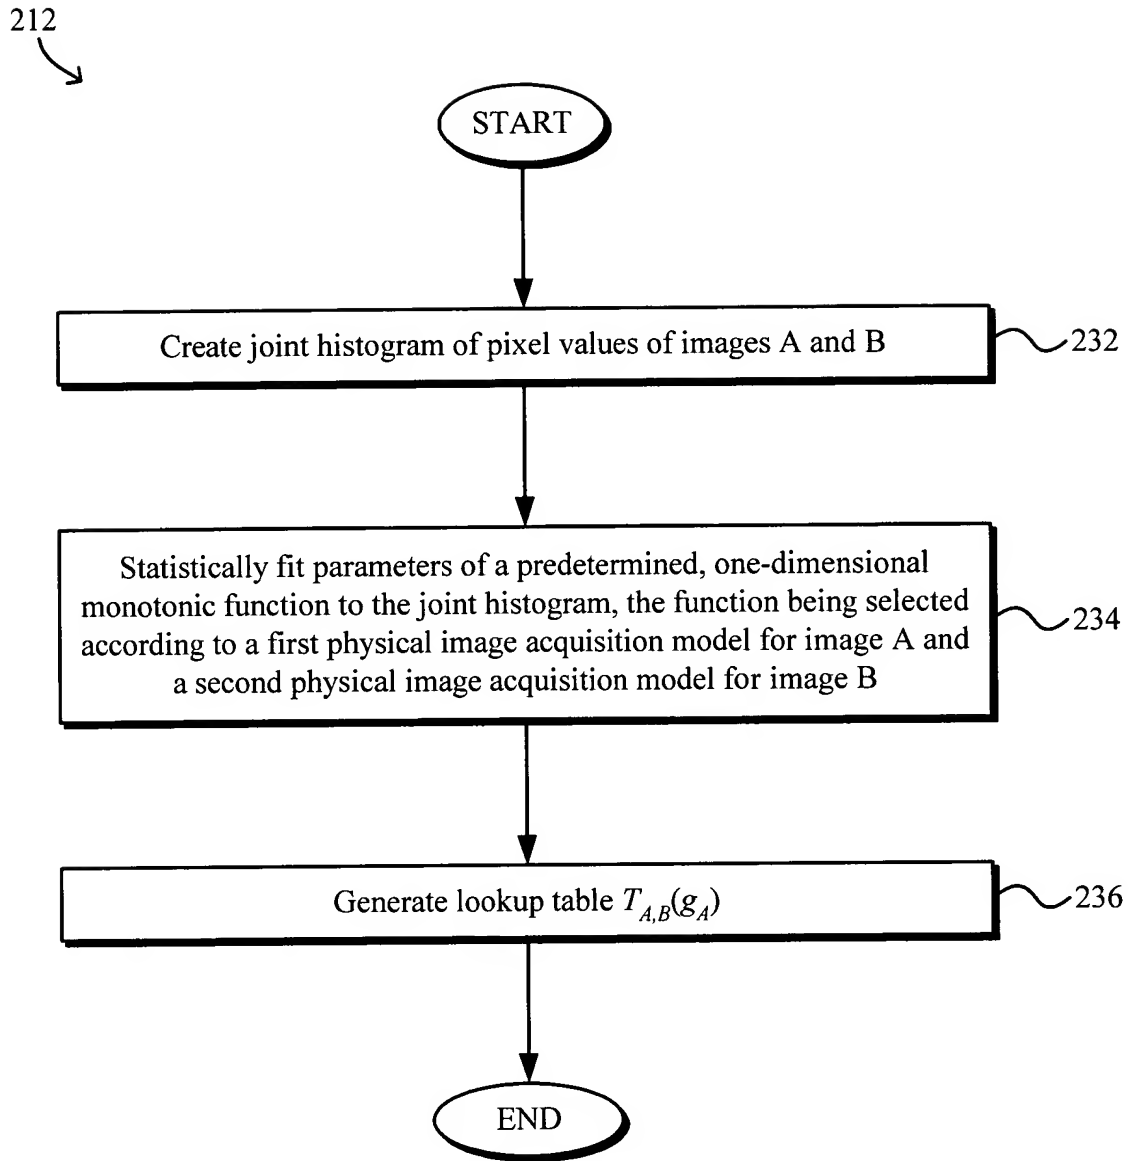 212
START
Create joint histogram of pixel values of images A and B
232
Statistically fit parameters of a predetermined, one-dimensional
monotonic function to the joint histogram, the function being selected
according to a first physical image acquisition model for image A and
a second physical image acquisition model for image B
234
Generate lookup table T_{A,B}(g_A)
236
END